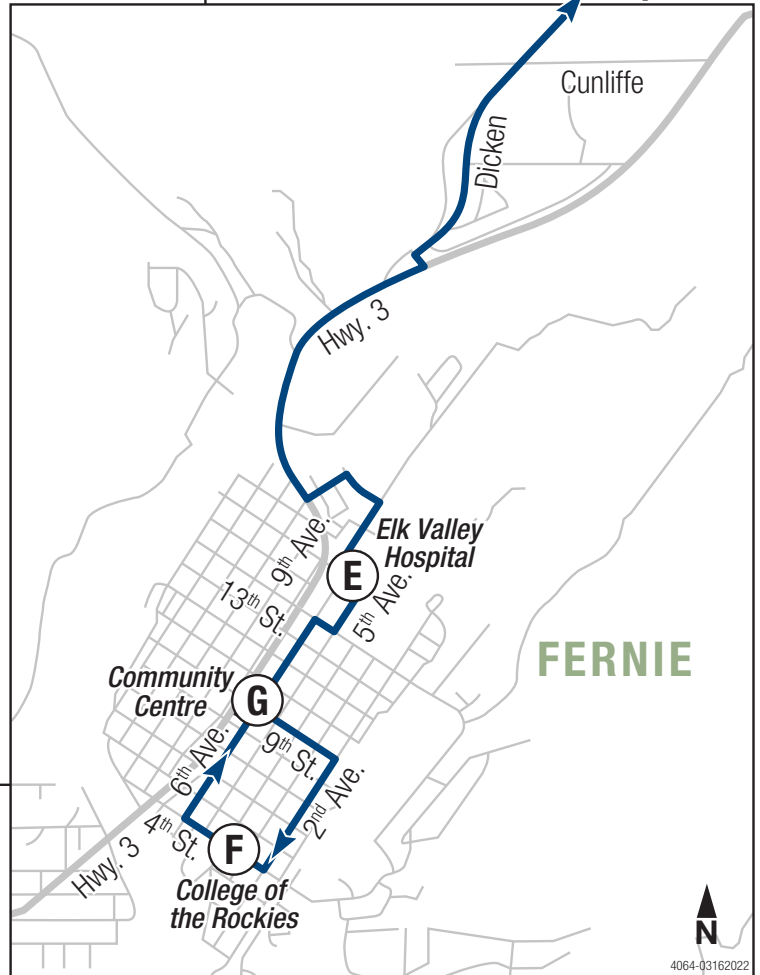 Cunliffe
Dicken
Hwy. 3
9th Ave.
Elk Valley
Hospital
E
13th St.
5th Ave.
FERNIE
Community
Centre
G
9th St.
6th Ave.
2nd Ave.
4th St.
F
Hwy. 3
College of
the Rockies
N
4064-03162022